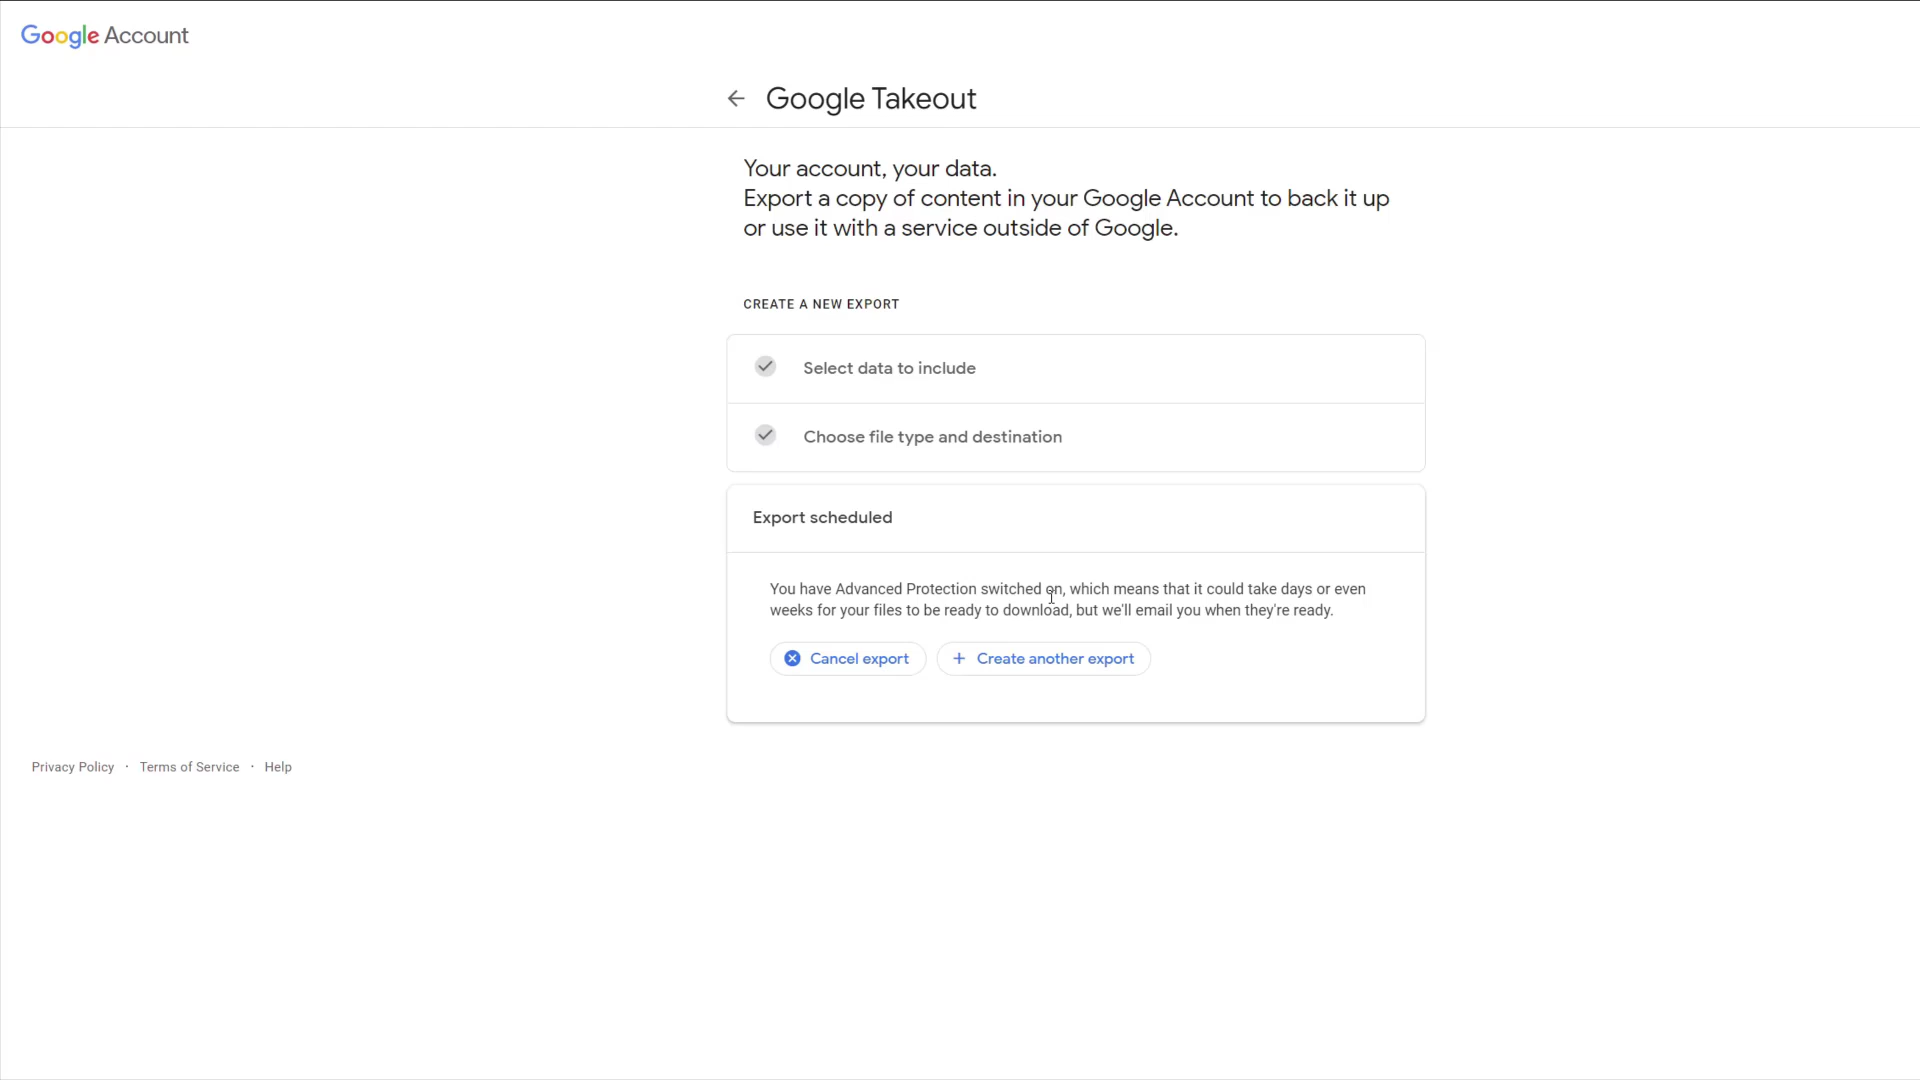 Google Account
Google Takeout
Your account, your data.
Export a copy of content in your Google Account to back it up
or use it with a service outside of Google.
CREATE A NEW EXPORT
Select data to include
Choose file type and destination
Export scheduled
You have Advanced Protection switched on, which means that it could take days or even
weeks for your files to be ready to download, but we'll email you when they're ready.
Cancel export
Create another export
Privacy Policy · Terms of Service · Help